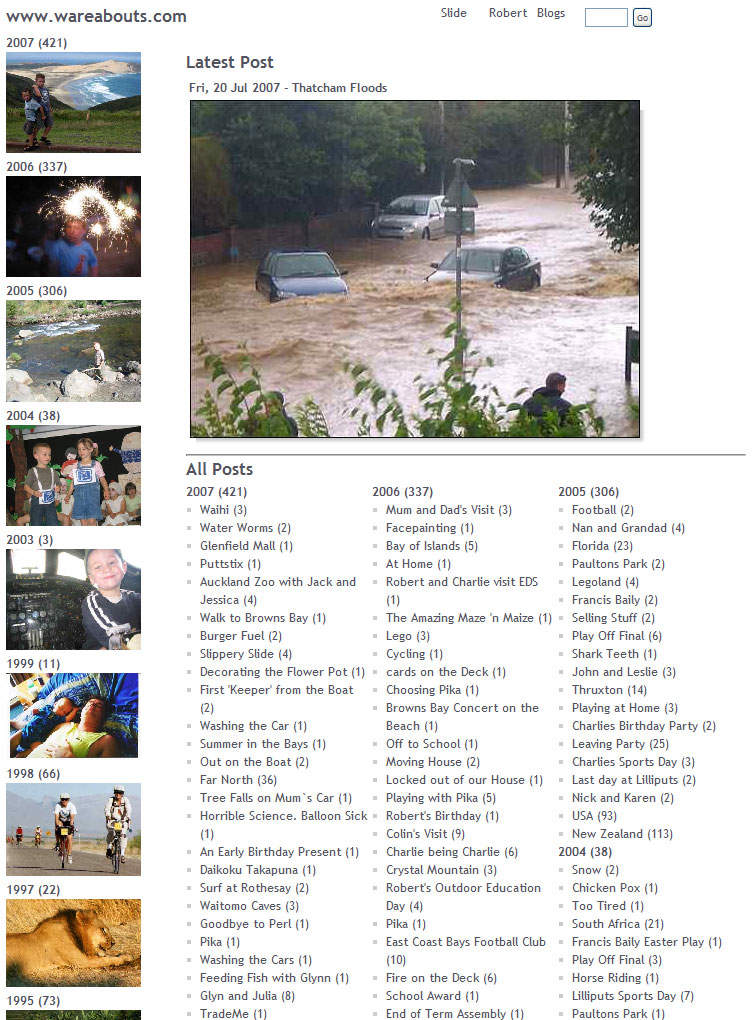 www.wareabouts.com
Slide Robert Blogs
Go
2007 (421)
2006 (337)
2005 (306)
2004 (38)
2003 (3)
1999 (11)
1998 (66)
1997 (22)
1995 (73)
Latest Post
Fri, 20 Jul 2007 - Thatcham Floods
All Posts
2007 (421)
Waihi (3)
Water Worms (2)
Glenfield Mall (1)
Puttstix (1)
Auckland Zoo with Jack and
Jessica (4)
Walk to Browns Bay (1)
Burger Fuel (2)
Slippery Slide (4)
Decorating the Flower Pot (1)
First 'Keeper' from the Boat
(2)
Washing the Car (1)
Summer in the Bays (1)
Out on the Boat (2)
Far North (36)
Tree Falls on Mum`s Car (1)
Horrible Science. Balloon Sick
(1)
An Early Birthday Present (1)
Daikoku Takapuna (1)
Surf at Rothesay (2)
Waitomo Caves (3)
Goodbye to Perl (1)
Pika (1)
Washing the Cars (1)
Feeding Fish with Glynn (1)
Glyn and Julia (8)
TradeMe (1)
2006 (337)
Mum and Dad's Visit (3)
Facepainting (1)
Bay of Islands (5)
At Home (1)
Robert and Charlie visit EDS
(1)
The Amazing Maze 'n Maize (1)
Lego (3)
Cycling (1)
cards on the Deck (1)
Choosing Pika (1)
Browns Bay Concert on the
Beach (1)
Off to School (1)
Moving House (2)
Locked out of our House (1)
Playing with Pika (5)
Robert's Birthday (1)
Colin's Visit (9)
Charlie being Charlie (6)
Crystal Mountain (3)
Robert's Outdoor Education
Day (4)
Pika (1)
East Coast Bays Football Club
(10)
Fire on the Deck (6)
School Award (1)
End of Term Assembly (1)
2005 (306)
Football (2)
Nan and Grandad (4)
Florida (23)
Paultons Park (2)
Legoland (4)
Francis Baily (2)
Selling Stuff (2)
Play Off Final (6)
Shark Teeth (1)
John and Leslie (3)
Thruxton (14)
Playing at Home (3)
Charlies Birthday Party (2)
Leaving Party (25)
Charlies Sports Day (3)
Last day at Lilliputs (2)
Nick and Karen (2)
USA (93)
New Zealand (113)
2004 (38)
Snow (2)
Chicken Pox (1)
Too Tired (1)
South Africa (21)
Francis Baily Easter Play (1)
Play Off Final (3)
Horse Riding (1)
Lilliputs Sports Day (7)
Paultons Park (1)